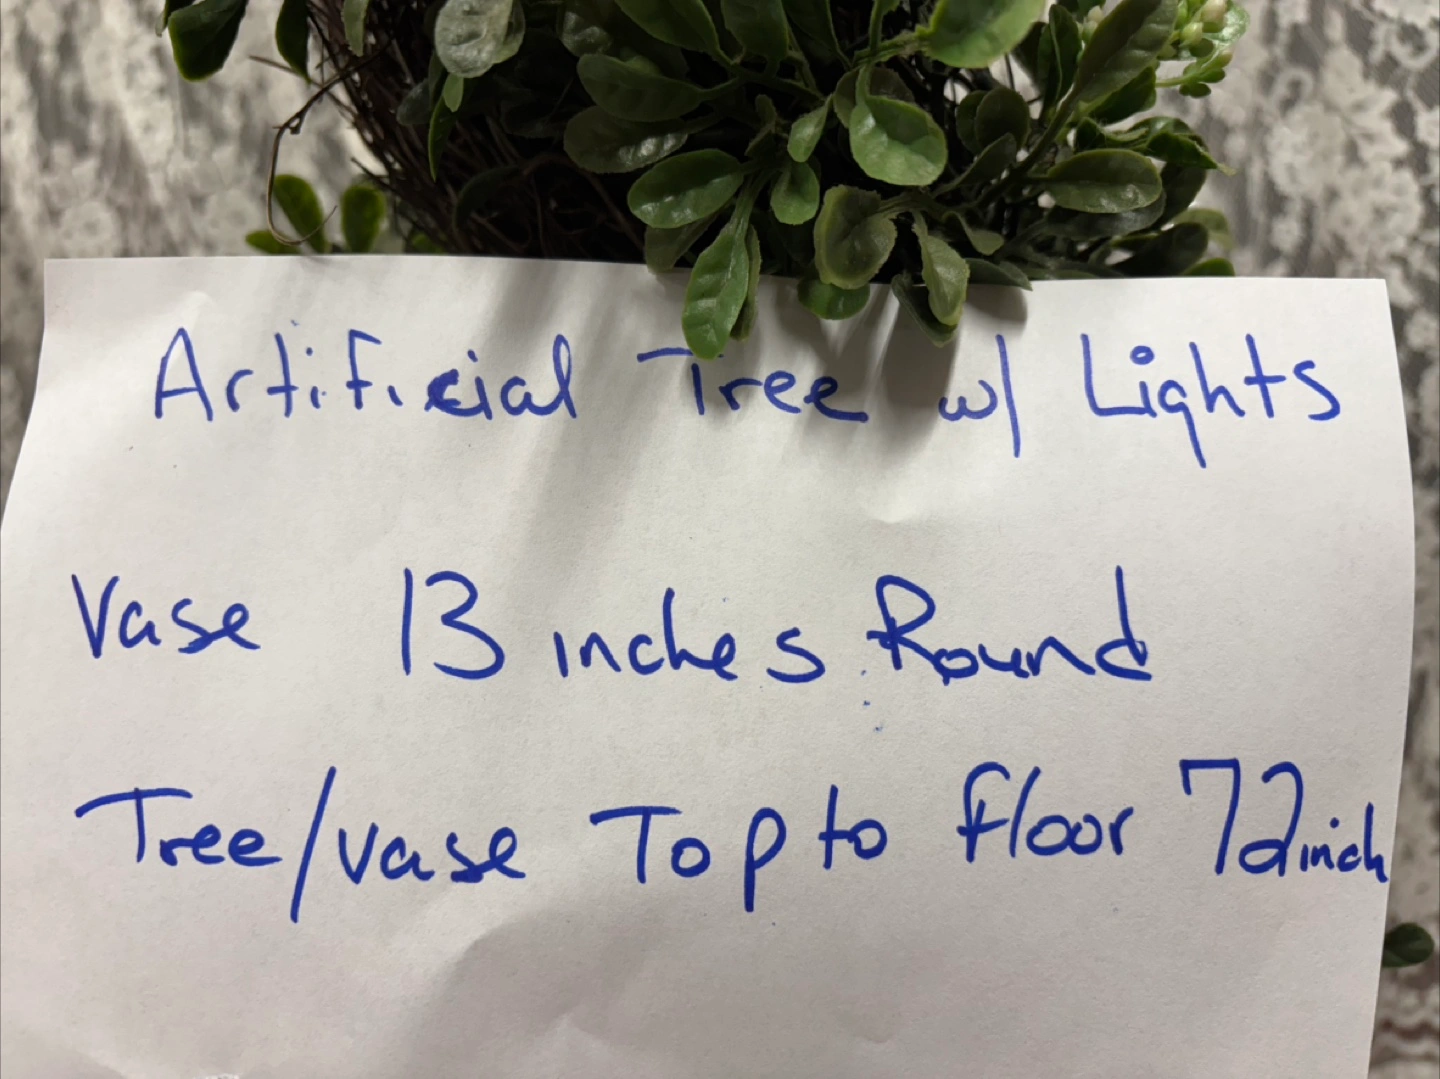 Artificial Tree w/ Lights
Vase 13 inches Round
Tree/vase Top to floor 72inch